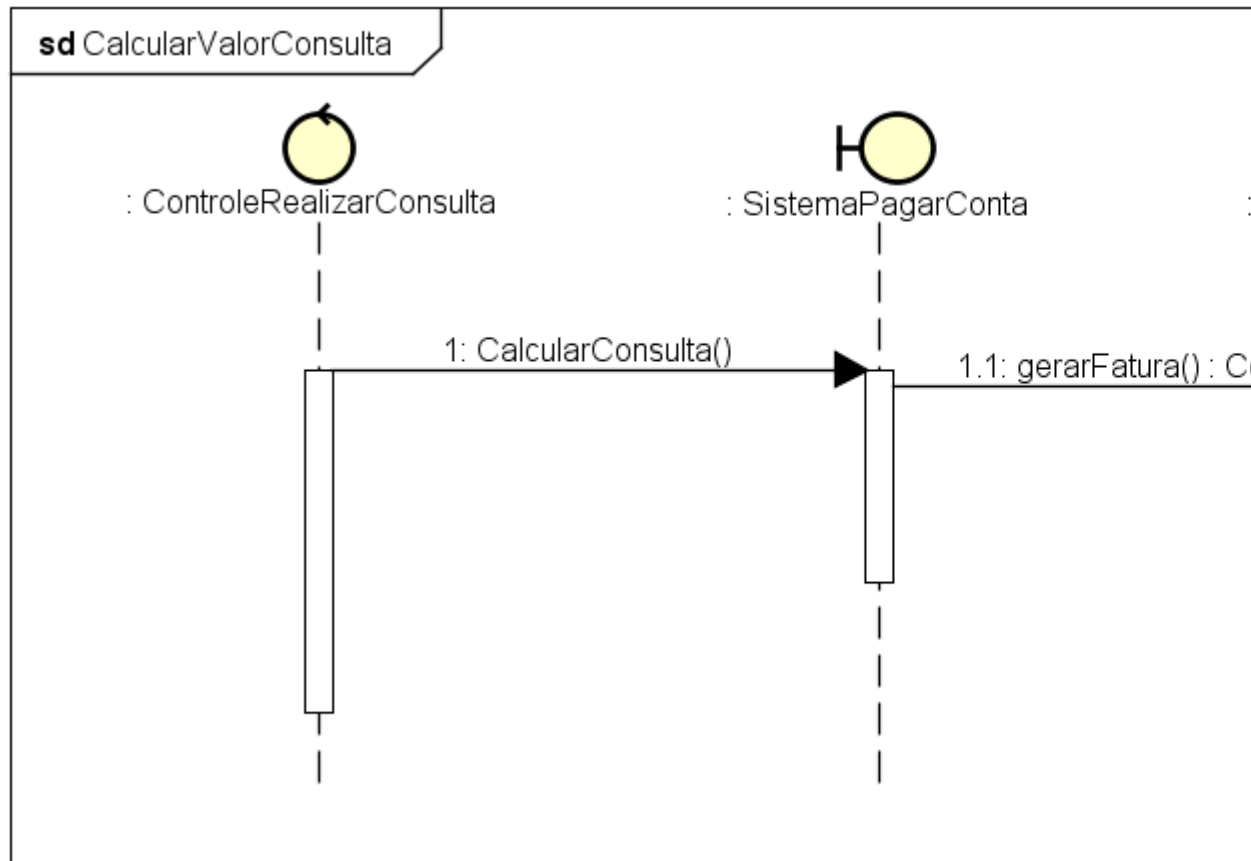 sd CalcularValorConsulta
: ControleRealizarConsulta
: SistemaPagarConta
:
1: CalcularConsulta()
1.1: gerarFatura() :